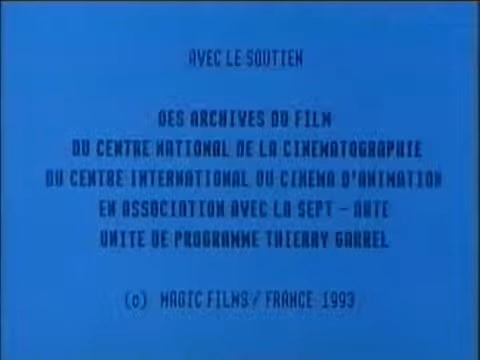 AVEC LE SOUTIEN
DES ARCHIVES DU FILM
DU CENTRE NATIONAL DE LA CINEMATOGRAPHIE
DU CENTRE INTERNATIONAL DU CINEMA D'ANIMATION
EN ASSOCIATION AVEC LA SEPT - ARTE
UNITE DE PROGRAMME THIERRY GARREL
(c) MAGIC FILMS / FRANCE 1993